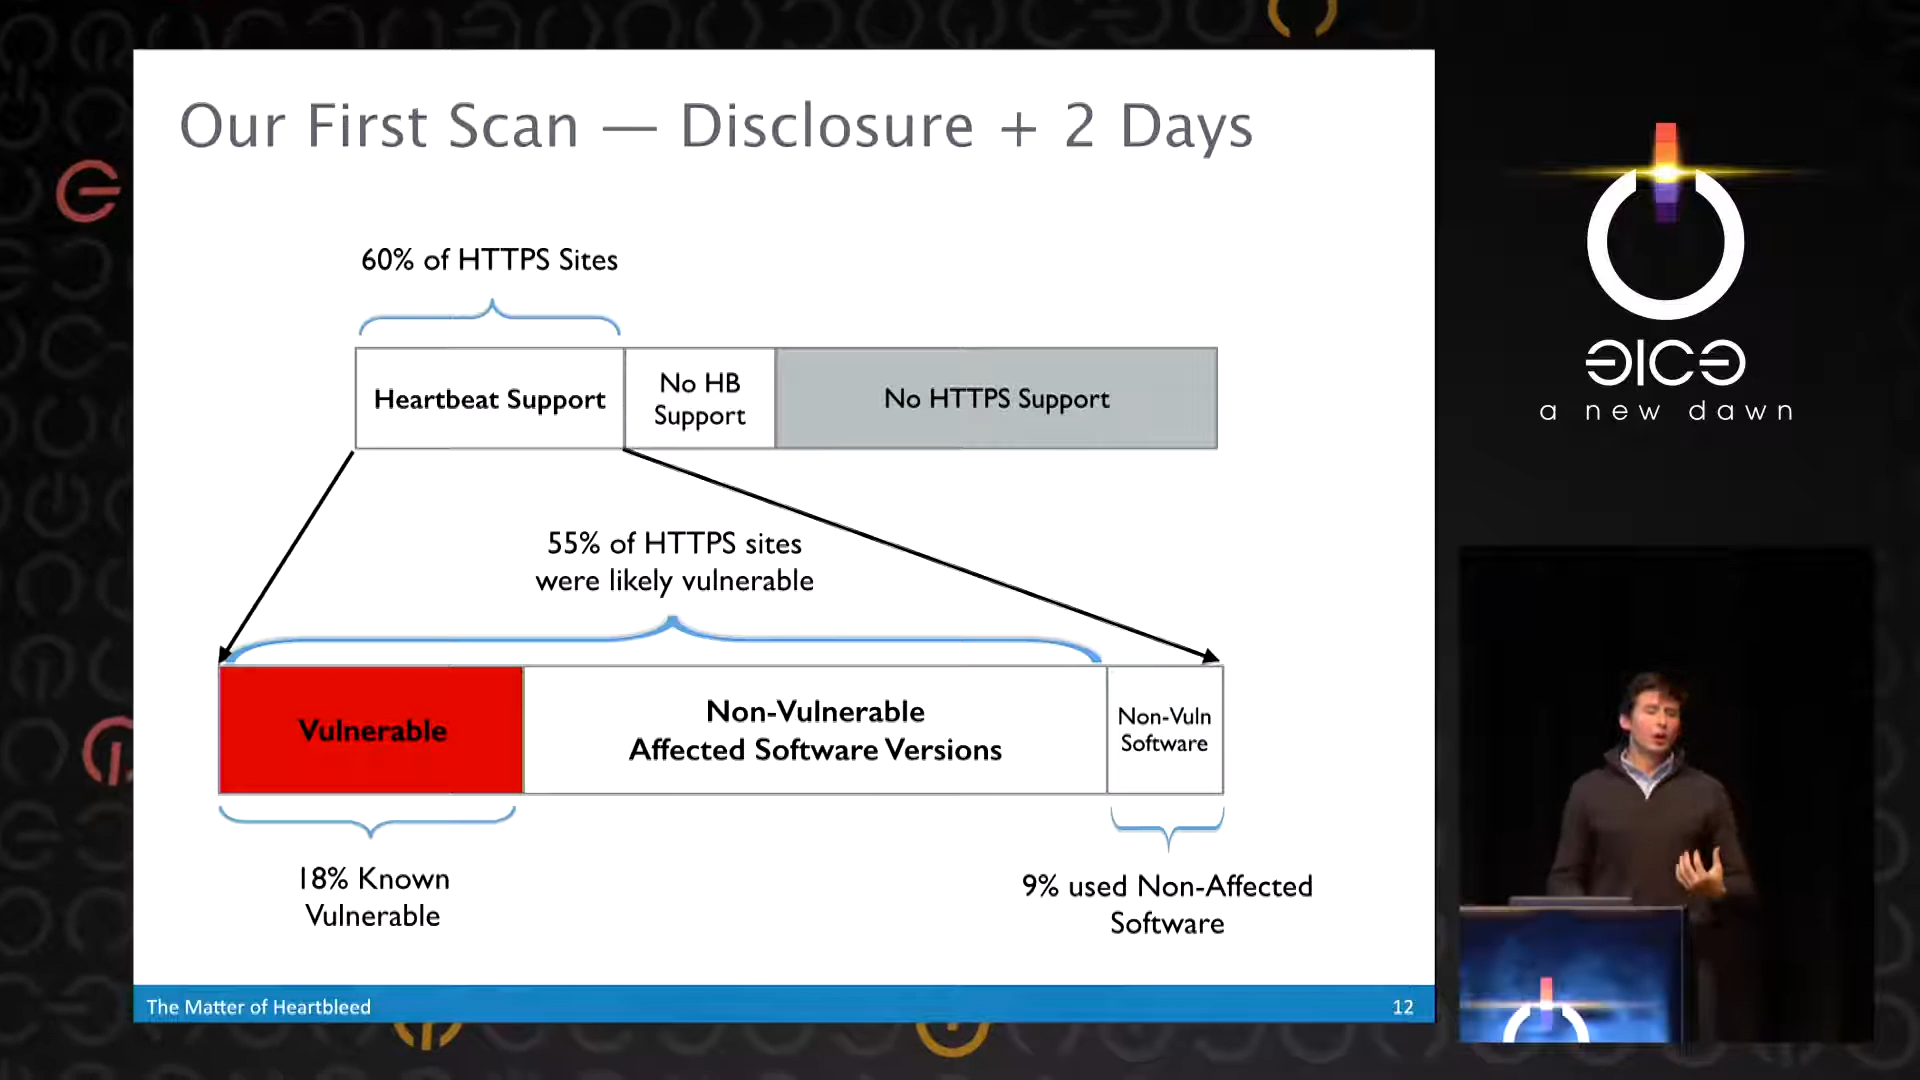 Our First Scan — Disclosure + 2 Days
60% of HTTPS Sites
Heartbeat Support
No HB
Support
No HTTPS Support
55% of HTTPS sites
were likely vulnerable
Vulnerable
Non-Vulnerable
Affected Software Versions
Non-Vuln
Software
18% Known
Vulnerable
9% used Non-Affected
Software
The Matter of Heartbleed
12
a new dawn